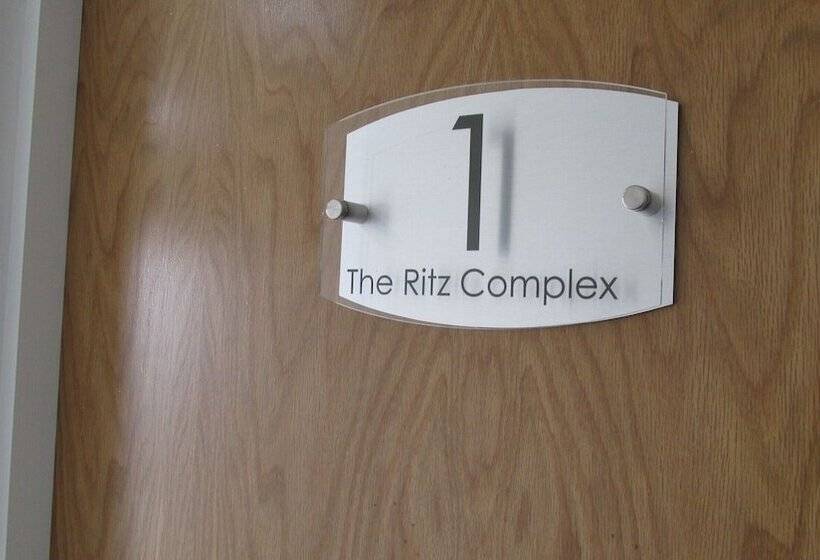 1
The Ritz Complex